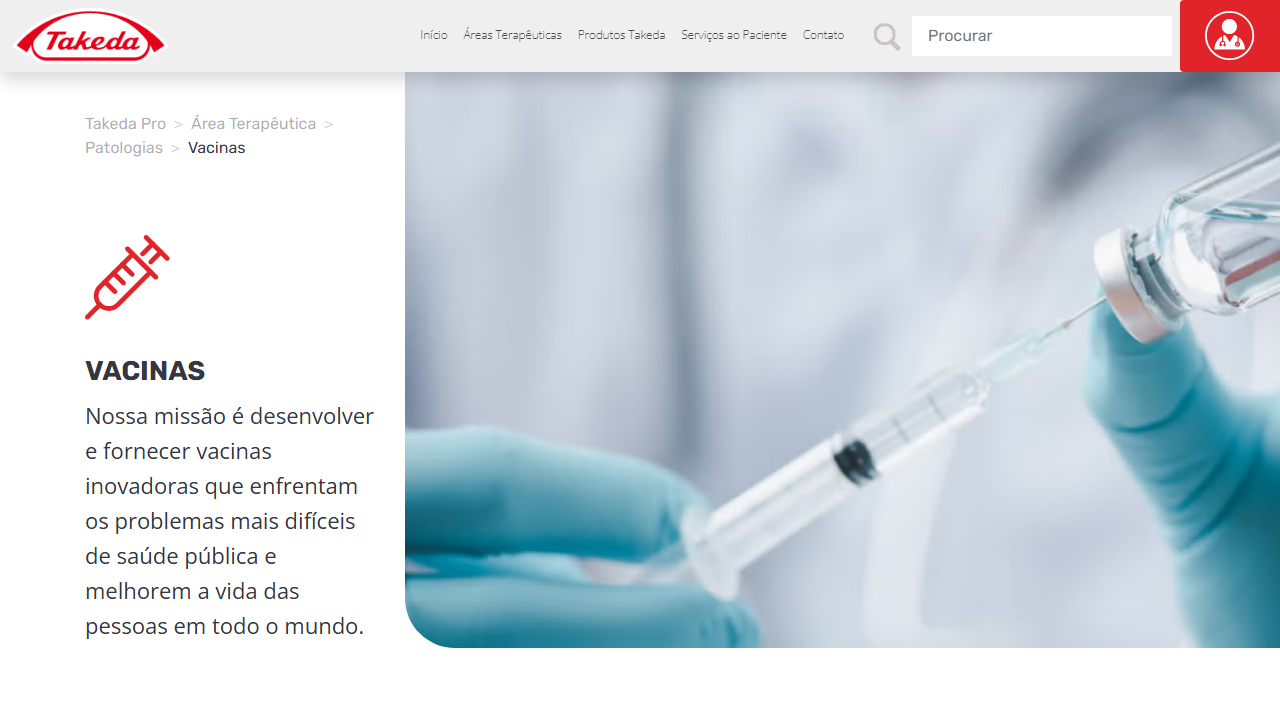 Takeda
Início
Áreas Terapêuticas
Produtos Takeda
Serviços ao Paciente
Contato
Procurar
Takeda Pro > Área Terapêutica >
Patologias > Vacinas
VACINAS
Nossa missão é desenvolver
e fornecer vacinas
inovadoras que enfrentam
os problemas mais difíceis
de saúde pública e
melhorem a vida das
pessoas em todo o mundo.